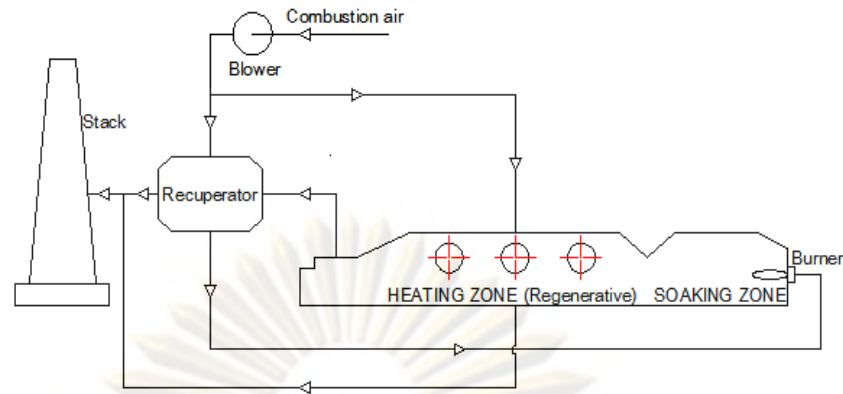 Combustion air
Blower
Stack
Recuperator
Burner
HEATING ZONE (Regenerative) SOAKING ZONE